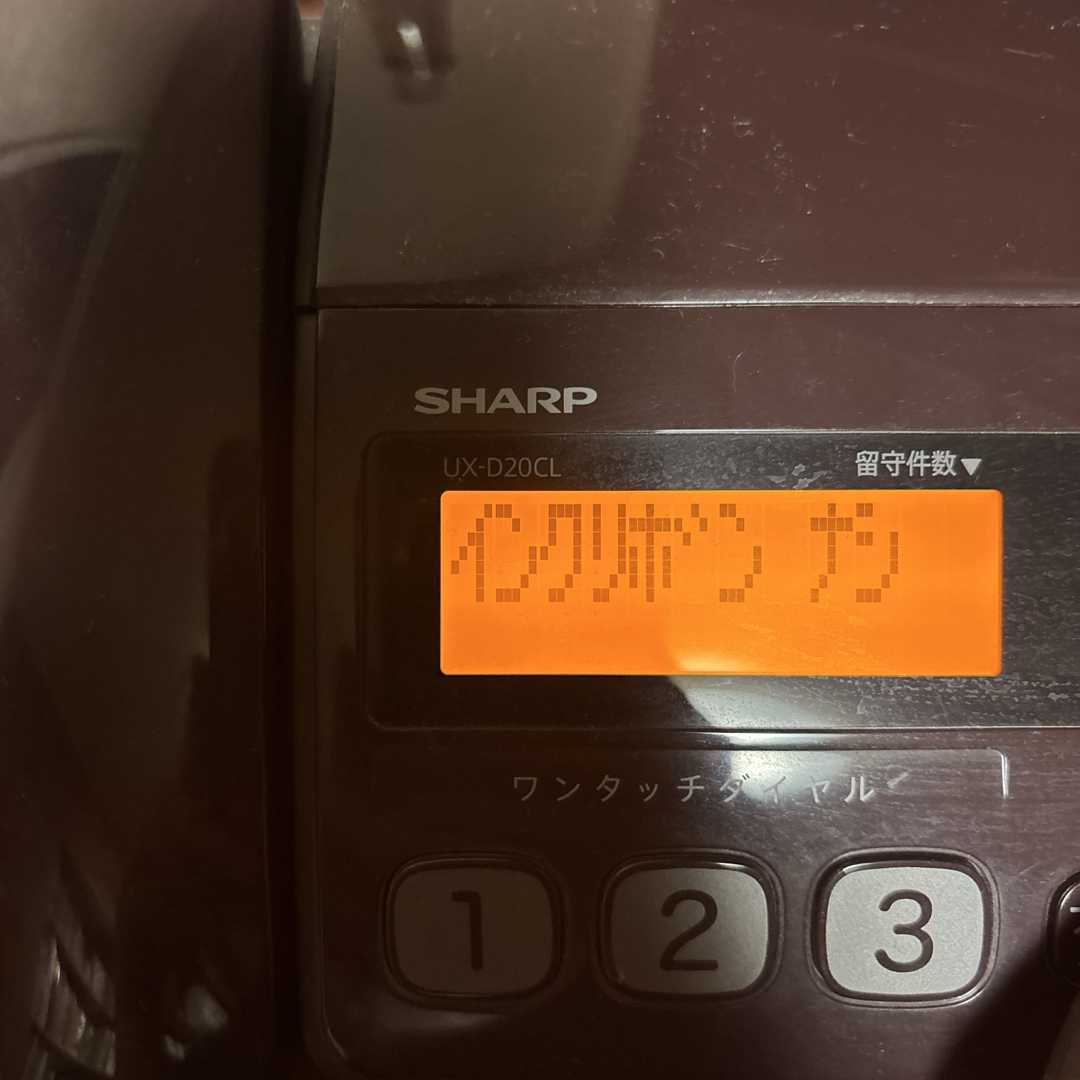 SHARP
UX-D20CL
留守件数▼
インクリボン ナシ
ワンタッチダイヤル
1 2 3